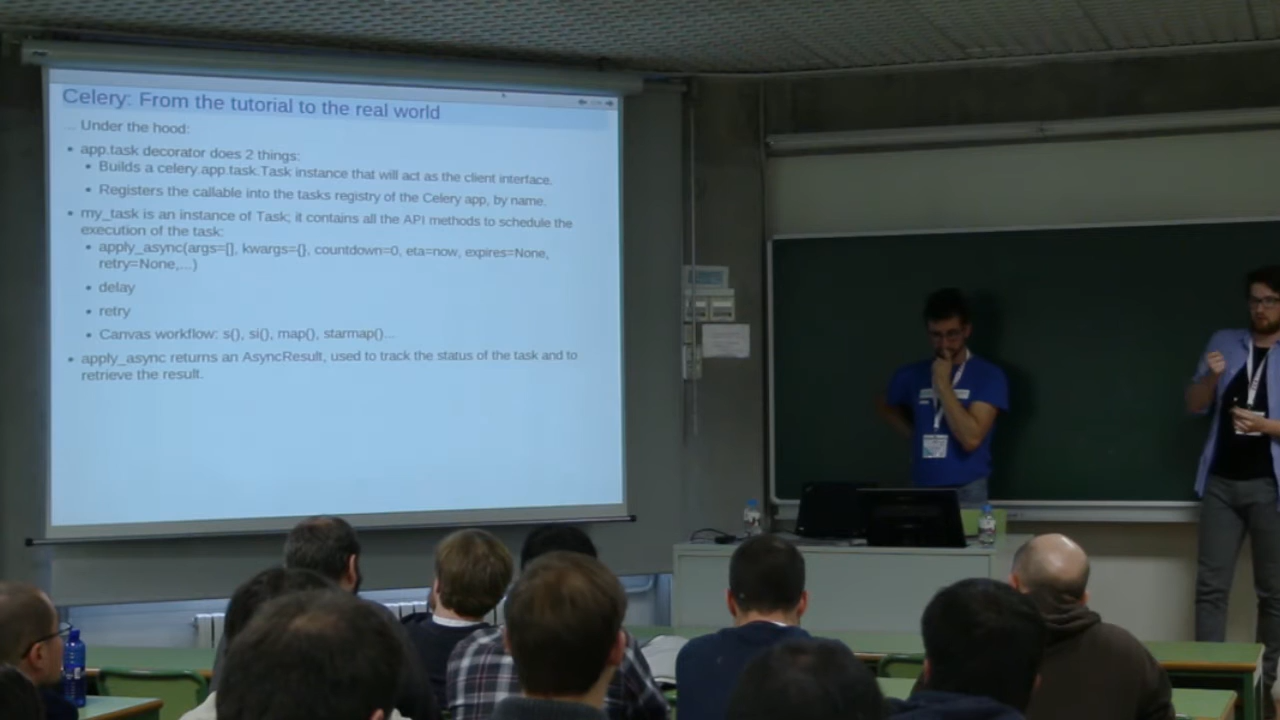 Celery: From the tutorial to the real world
... Under the hood:
• app.task decorator does 2 things:
• Builds a celery.app.task.Task instance that will act as the client interface.
• Registers the callable into the tasks registry of the Celery app, by name.
• my_task is an instance of Task; it contains all the API methods to schedule the
execution of the task:
• apply_async(args=[], kwargs={}, countdown=0, eta=now, expires=None,
retry=None,...)
• delay
• retry
• Canvas workflow: s(), si(), map(), starmap()...
• apply_async returns an AsyncResult, used to track the status of the task and to
retrieve the result.